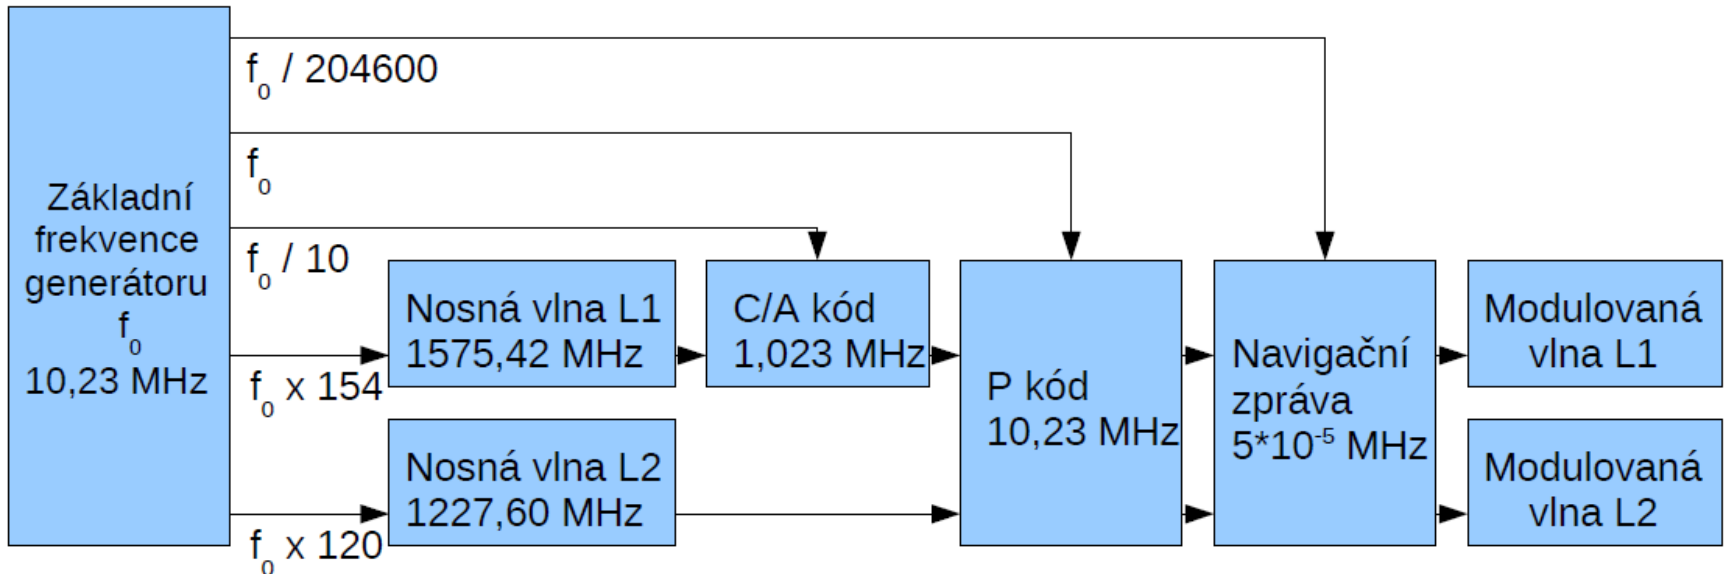 Základní
frekvence
generátoru
f₀
10,23 MHz
f₀ / 204600
f₀
f₀ / 10
f₀ x 154
f₀ x 120
Nosná vlna L1
1575,42 MHz
Nosná vlna L2
1227,60 MHz
C/A kód
1,023 MHz
P kód
10,23 MHz
Navigační
zpráva
5*10⁻⁵ MHz
Modulovaná
vlna L1
Modulovaná
vlna L2